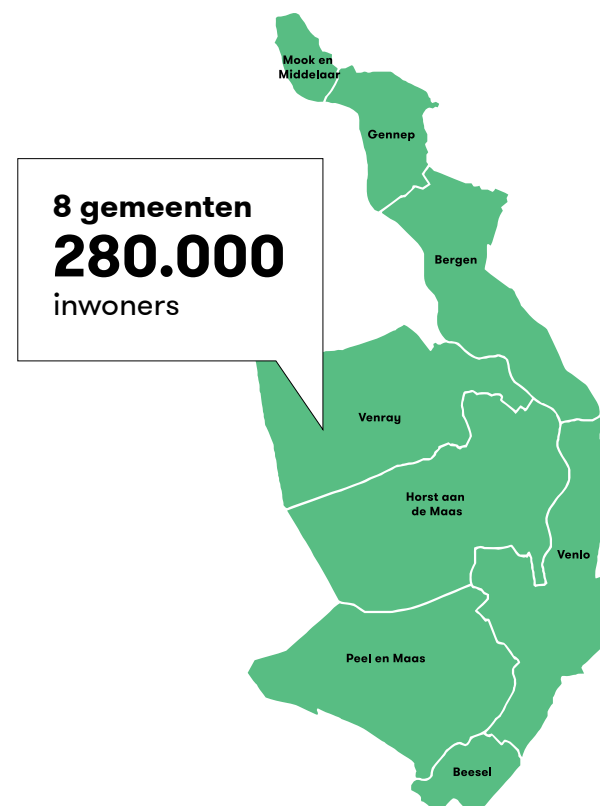 Mook en
Middelaar
Gennep
8 gemeenten
280.000
inwoners
Bergen
Venray
Horst aan
de Maas
Venlo
Peel en Maas
Beesel